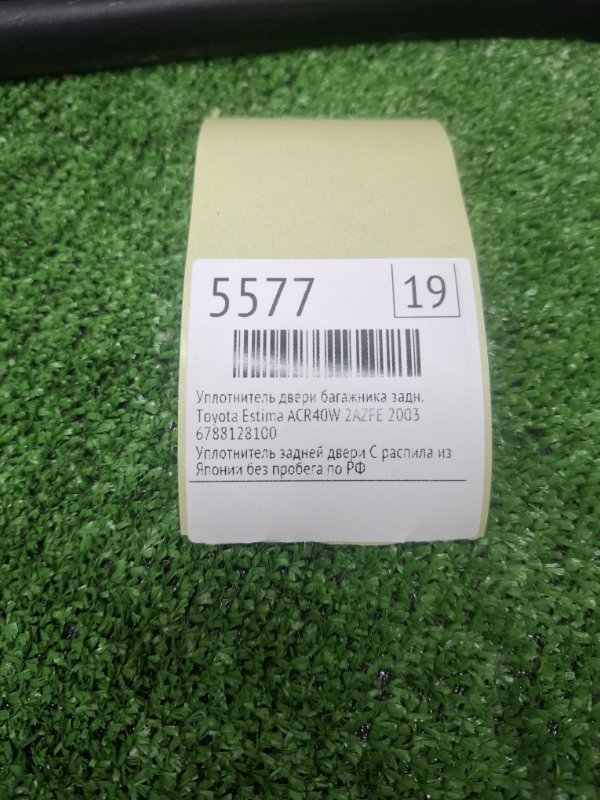 5577
19
Уплотнитель двери багажника задн.
Toyota Estima ACR40W 2AZFE 2003
6788128100
Уплотнитель задней двери С распила из
Японии без пробега по РФ